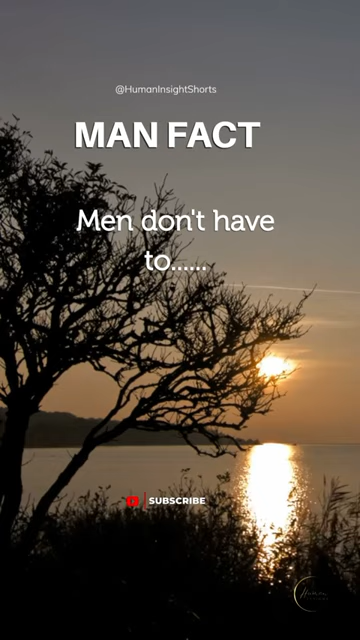 @HumanInsightShorts
MAN FACT
Men don't have
to......
SUBSCRIBE